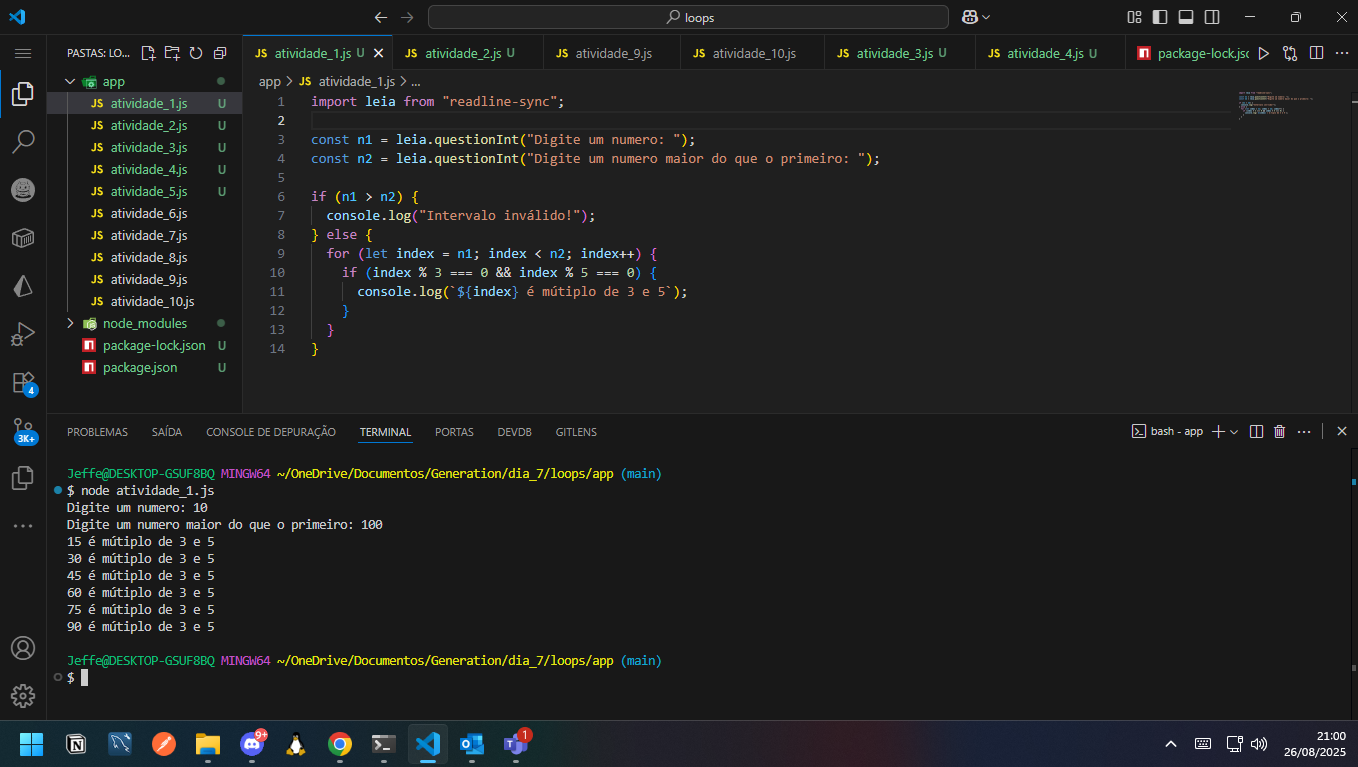 loops
PASTAS: LO...
JS atividade_1.js U
JS atividade_2.js U
JS atividade_9.js
JS atividade_10.js
JS atividade_3.js U
JS atividade_4.js U
package-lock.jsc
app
JS atividade_1.js U
JS atividade_2.js U
JS atividade_3.js U
JS atividade_4.js U
JS atividade_5.js U
JS atividade_6.js
JS atividade_7.js
JS atividade_8.js
JS atividade_9.js
JS atividade_10.js
node_modules
package-lock.json U
package.json U
4
3K+
app > JS atividade_1.js > ...
1 import leia from "readline-sync";
2
3 const n1 = leia.questionInt("Digite um numero: ");
4 const n2 = leia.questionInt("Digite um numero maior do que o primeiro: ");
5
6 if (n1 > n2) {
7 console.log("Intervalo inválido!");
8 } else {
9 for (let index = n1; index < n2; index++) {
10 if (index % 3 === 0 && index % 5 === 0) {
11 console.log(`${index} é mútiplo de 3 e 5`);
12 }
13 }
14 }
PROBLEMAS SAÍDA CONSOLE DE DEPURAÇÃO TERMINAL PORTAS DEVDB GITLENS
bash - app
Jeffe@DESKTOP-GSUF8BQ MINGW64 ~/OneDrive/Documentos/Generation/dia_7/loops/app (main)
$ node atividade_1.js
Digite um numero: 10
Digite um numero maior do que o primeiro: 100
15 é mútiplo de 3 e 5
30 é mútiplo de 3 e 5
45 é mútiplo de 3 e 5
60 é mútiplo de 3 e 5
75 é mútiplo de 3 e 5
90 é mútiplo de 3 e 5
Jeffe@DESKTOP-GSUF8BQ MINGW64 ~/OneDrive/Documentos/Generation/dia_7/loops/app (main)
$
9+
1
21:00
26/08/2025